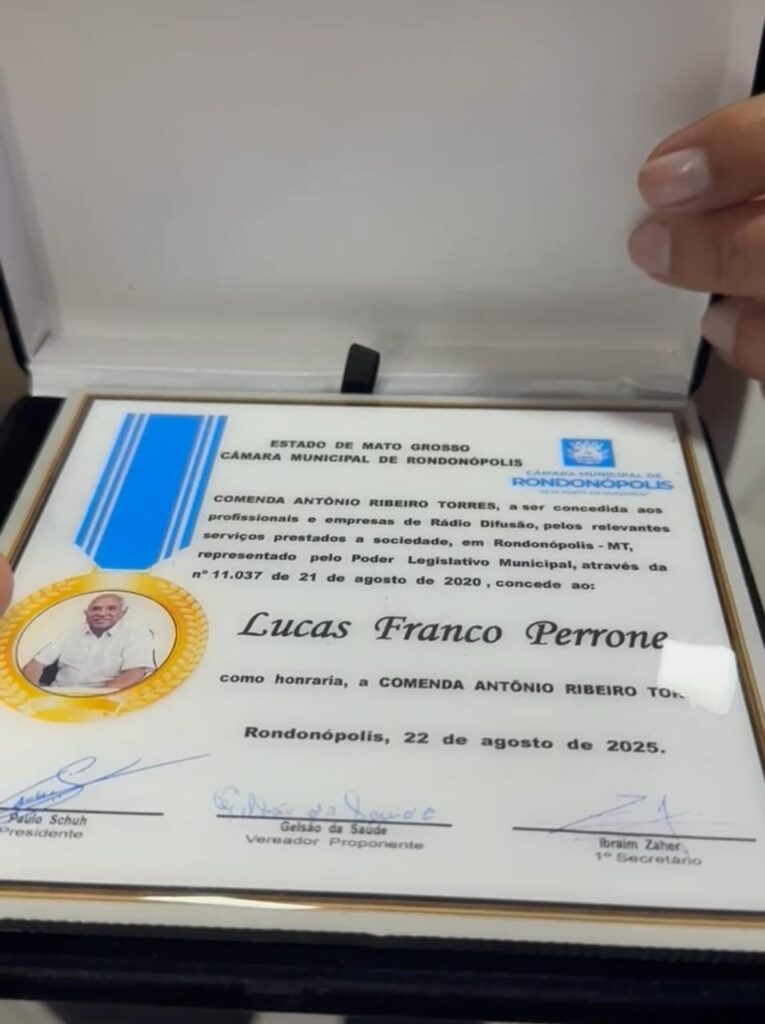 ESTADO DE MATO GROSSO
CÂMARA MUNICIPAL DE RONDONÓPOLIS
CÂMARA MUNICIPAL DE
RONDONÓPOLIS
COMENDA ANTÔNIO RIBEIRO TORRES, a ser concedida aos
profissionais e empresas de Rádio Difusão, pelos relevantes
serviços prestados a sociedade, em Rondonópolis - MT,
representado pelo Poder Legislativo Municipal, através da
nº 11.037 de 21 de agosto de 2020 , concede ao:
Lucas Franco Perrone
como honraria, a COMENDA ANTÔNIO RIBEIRO
Rondonópolis, 22 de agosto de 2025.
Gelsão da Saude
Paulo Schuh
Presidente
Gelsão da Saúde
Vereador Proponente
Ibraim Zaher
1º Secretário